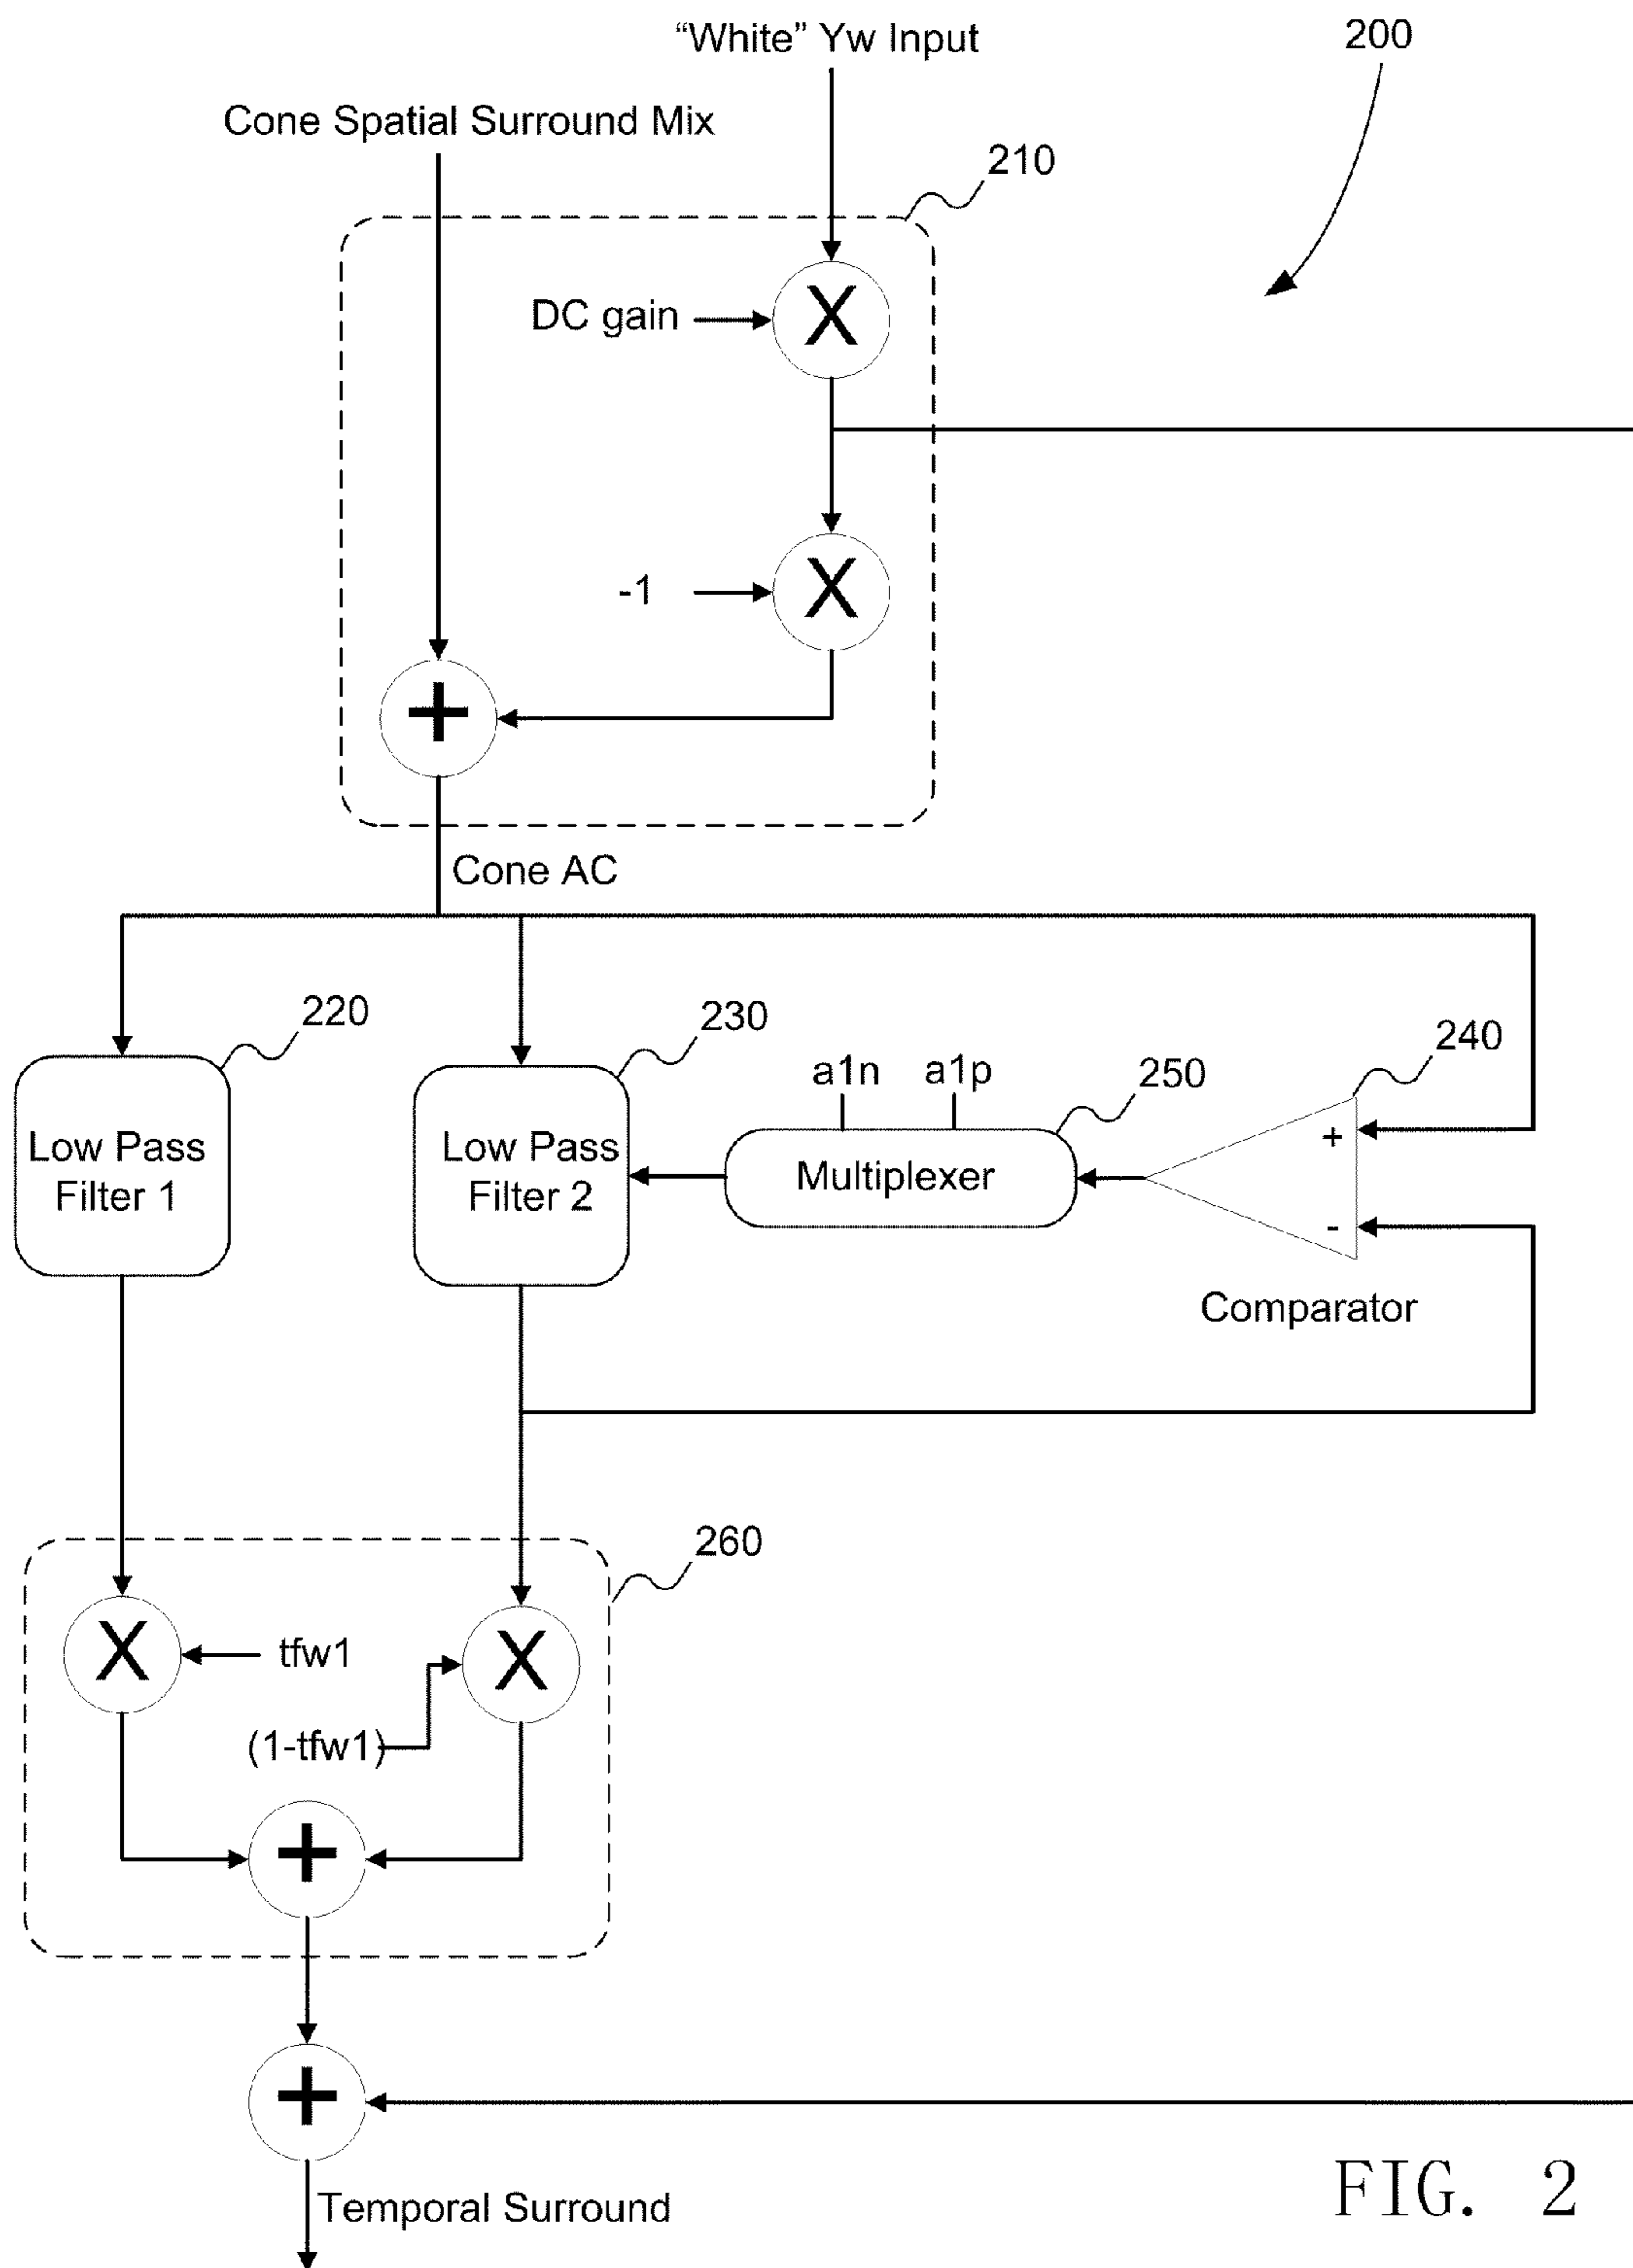 “White” Yw Input
200
Cone Spatial Surround Mix
210
DC gain
X
-1
X
+
Cone AC
220
230
240
a1n
a1p
250
Low Pass
Filter 1
Low Pass
Filter 2
Multiplexer
+
-
Comparator
260
X
tfw1
X
(1-tfw1)
+
+
Temporal Surround
FIG. 2